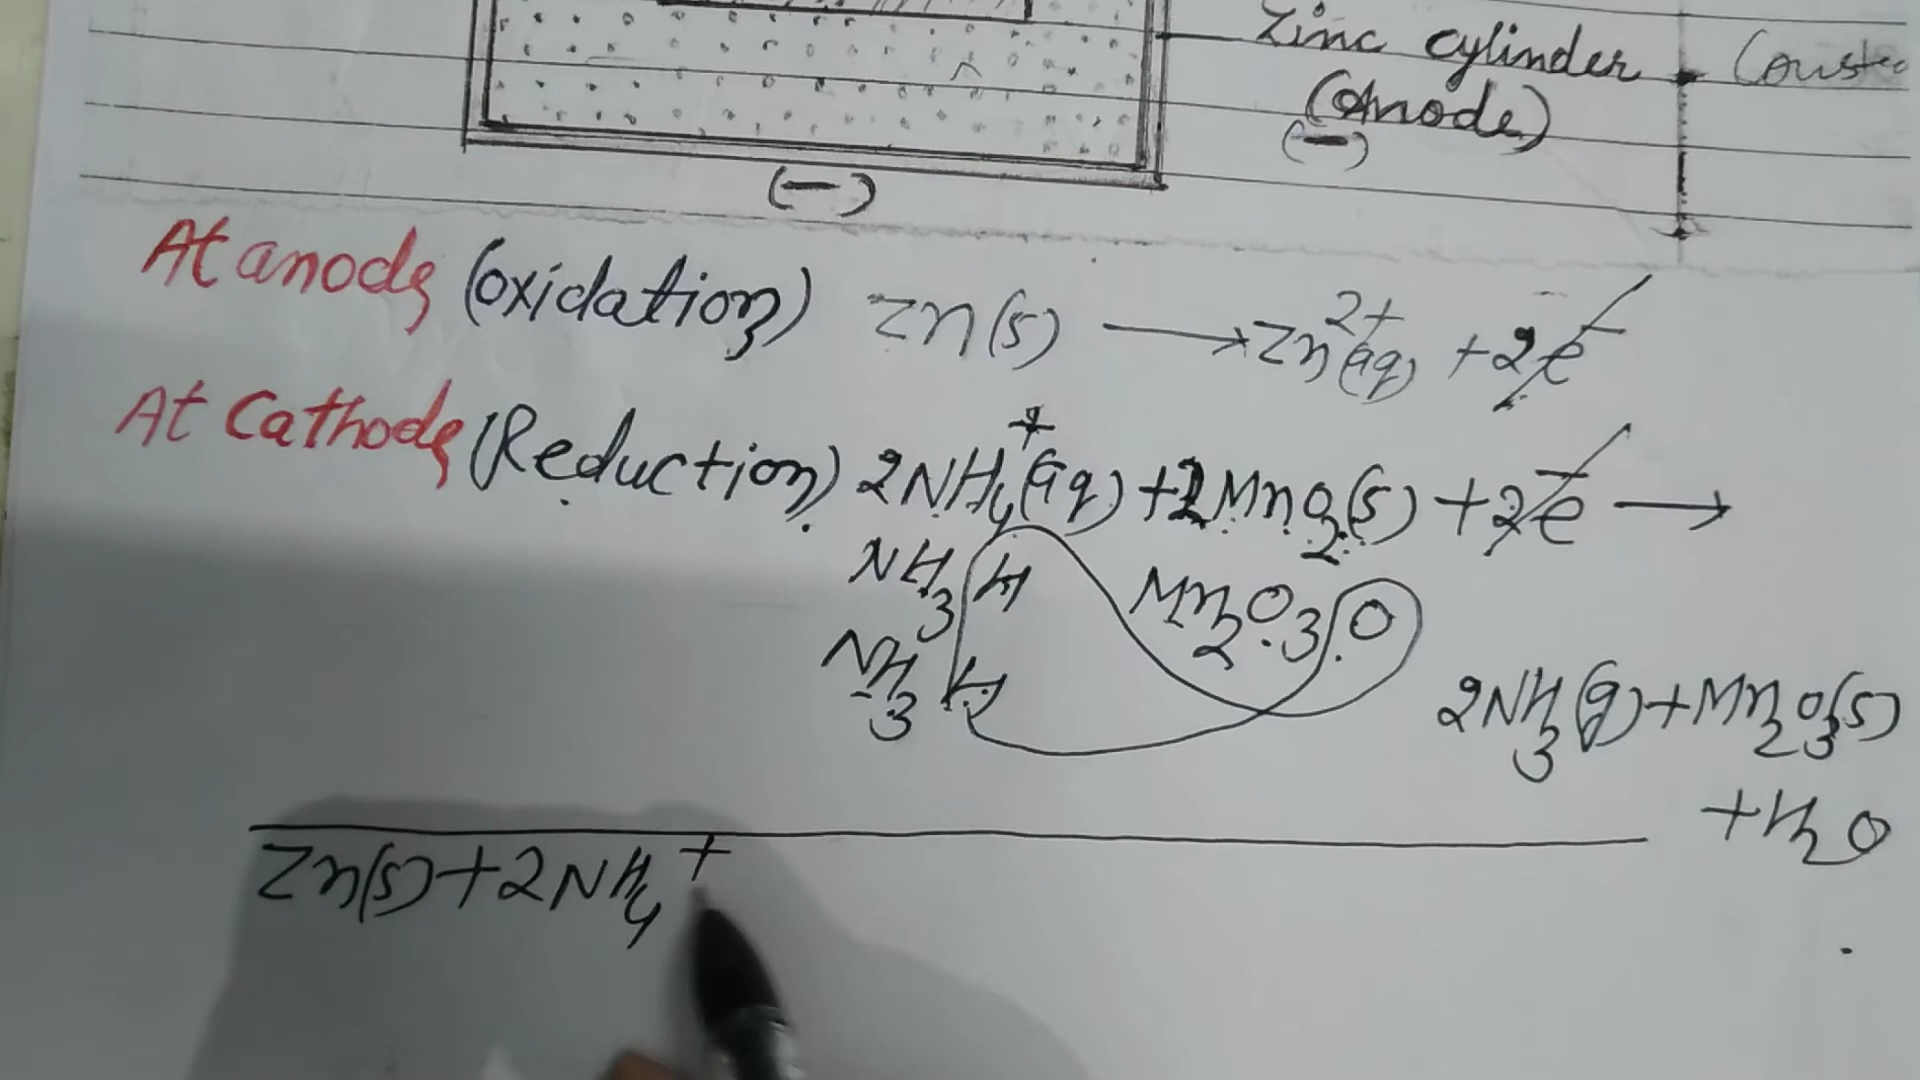 Zinc cylinder
(Anode)
(-)
(-)
At anode (oxidation) Zn(s) ⟶ Zn²⁺(aq) + 2e⁻
At Cathode (Reduction) 2NH₄⁺(aq) + 2MnO₂(s) + 2e⁻ ⟶
NH₃ H Mn₂O₃ O
NH₃ H
2NH₃(g) + Mn₂O₃(s)
+ H₂O
Zn(s) + 2NH₄⁺